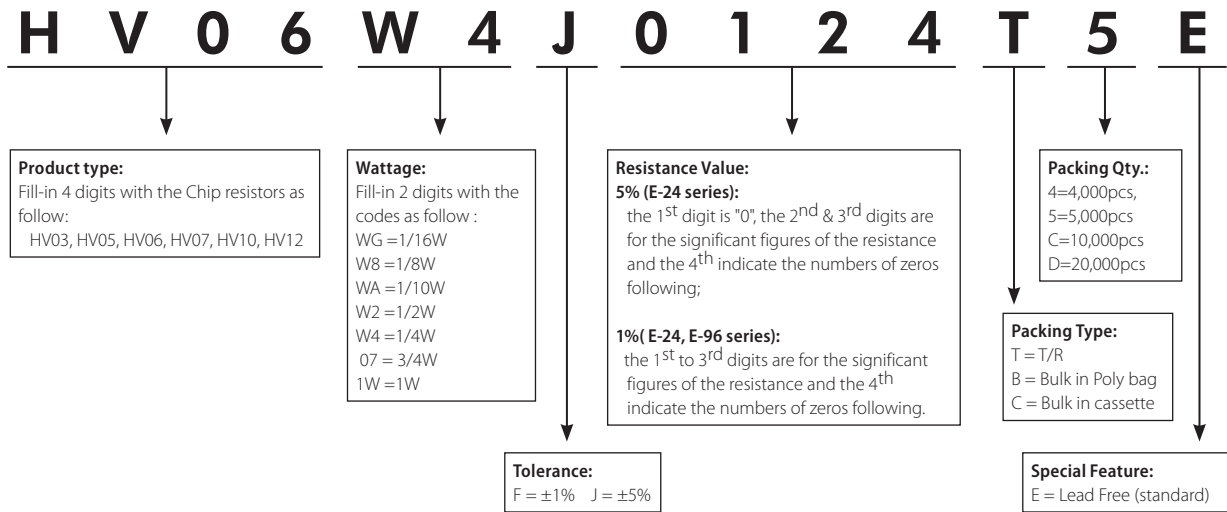 H V 0 6 W 4 J 0 1 2 4 T 5 E
Product type:
Fill-in 4 digits with the Chip resistors as
follow:
HV03, HV05, HV06, HV07, HV10, HV12
Wattage:
Fill-in 2 digits with the
codes as follow :
WG =1/16W
W8 =1/8W
WA =1/10W
W2 =1/2W
W4 =1/4W
07 = 3/4W
1W =1W
Resistance Value:
5% (E-24 series):
the 1st digit is "0", the 2nd & 3rd digits are
for the significant figures of the resistance
and the 4th indicate the numbers of zeros
following;
1%( E-24, E-96 series):
the 1st to 3rd digits are for the significant
figures of the resistance and the 4th
indicate the numbers of zeros following.
Packing Qty.:
4=4,000pcs,
5=5,000pcs
C=10,000pcs
D=20,000pcs
Packing Type:
T = T/R
B = Bulk in Poly bag
C = Bulk in cassette
Tolerance:
F = ±1% J = ±5%
Special Feature:
E = Lead Free (standard)